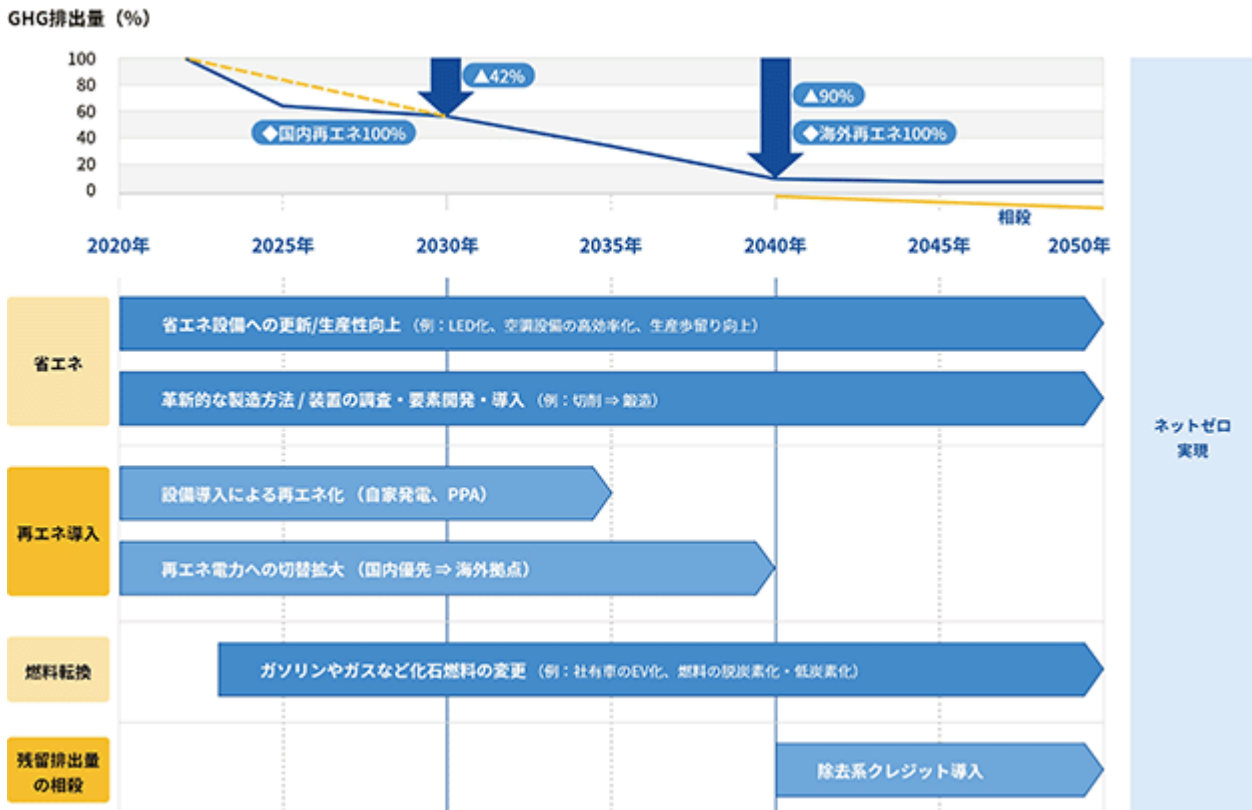 GHG排出量（%）
100
80
60
40
20
0
▲42%
◆国内再エネ100%
▲90%
◆海外再エネ100%
相殺
2020年 2025年 2030年 2035年 2040年 2045年 2050年
省エネ
省エネ設備への更新/生産性向上（例：LED化、空調設備の高効率化、生産歩留り向上）
革新的な製造方法 / 装置の調査・要素開発・導入（例：切削⇒鍛造）
再エネ導入
設備導入による再エネ化（自家発電、PPA）
再エネ電力への切替拡大（国内優先⇒海外拠点）
燃料転換
ガソリンやガスなど化石燃料の変更（例：社有車のEV化、燃料の脱炭素化・低炭素化）
残留排出量
の相殺
除去系クレジット導入
ネットゼロ
実現